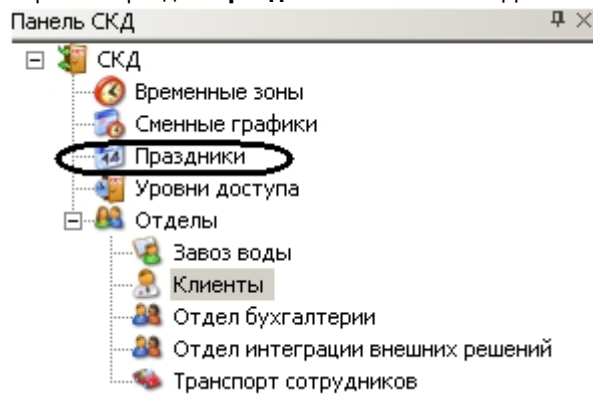 Панель СКД
СКД
Временные зоны
Сменные графики
Праздники
Уровни доступа
Отделы
Завоз воды
Клиенты
Отдел бухгалтерии
Отдел интеграции внешних решений
Транспорт сотрудников